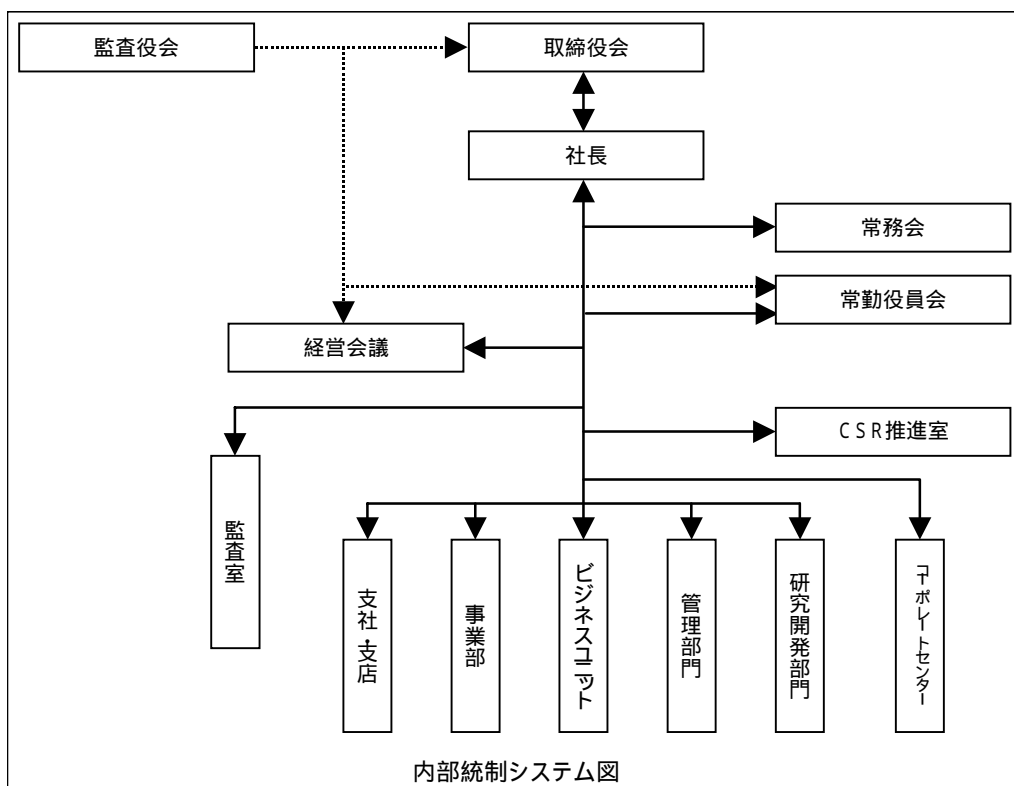 監査役会
取締役会
社長
常務会
常勤役員会
経営会議
CSR推進室
監査室
支社・支店
事業部
ビジネスユニット
管理部門
研究開発部門
コーポレートセンター
内部統制システム図